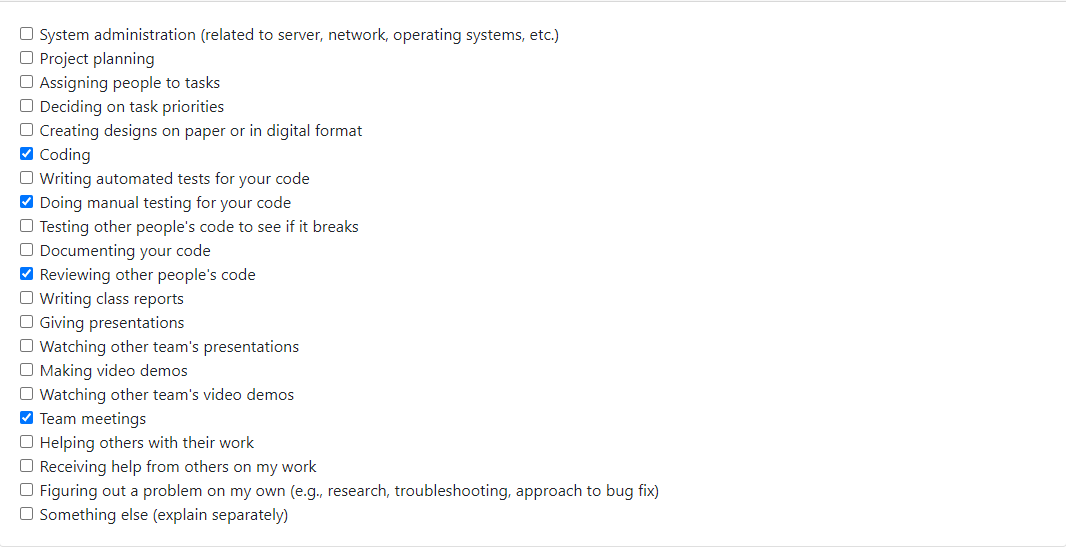 System administration (related to server, network, operating systems, etc.)
Project planning
Assigning people to tasks
Deciding on task priorities
Creating designs on paper or in digital format
Coding
Writing automated tests for your code
Doing manual testing for your code
Testing other people's code to see if it breaks
Documenting your code
Reviewing other people's code
Writing class reports
Giving presentations
Watching other team's presentations
Making video demos
Watching other team's video demos
Team meetings
Helping others with their work
Receiving help from others on my work
Figuring out a problem on my own (e.g., research, troubleshooting, approach to bug fix)
Something else (explain separately)